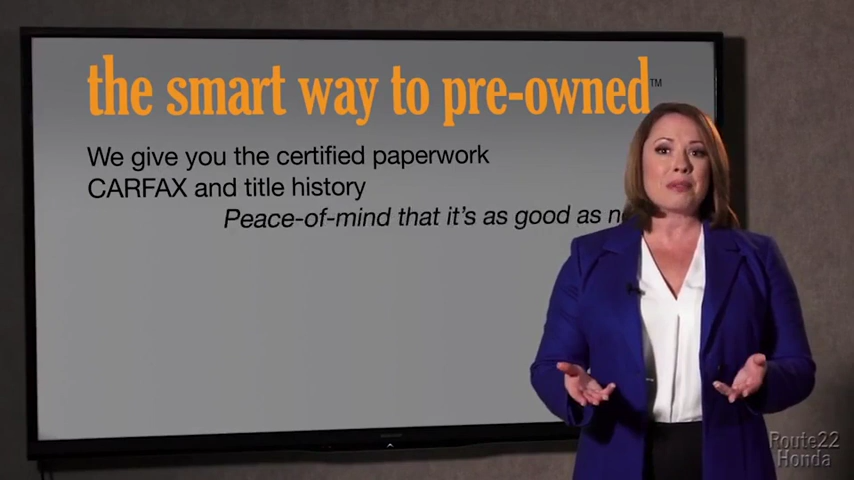 the smart way to pre-owned™
We give you the certified paperwork
CARFAX and title history
Peace-of-mind that it's as good as
Route22
Honda